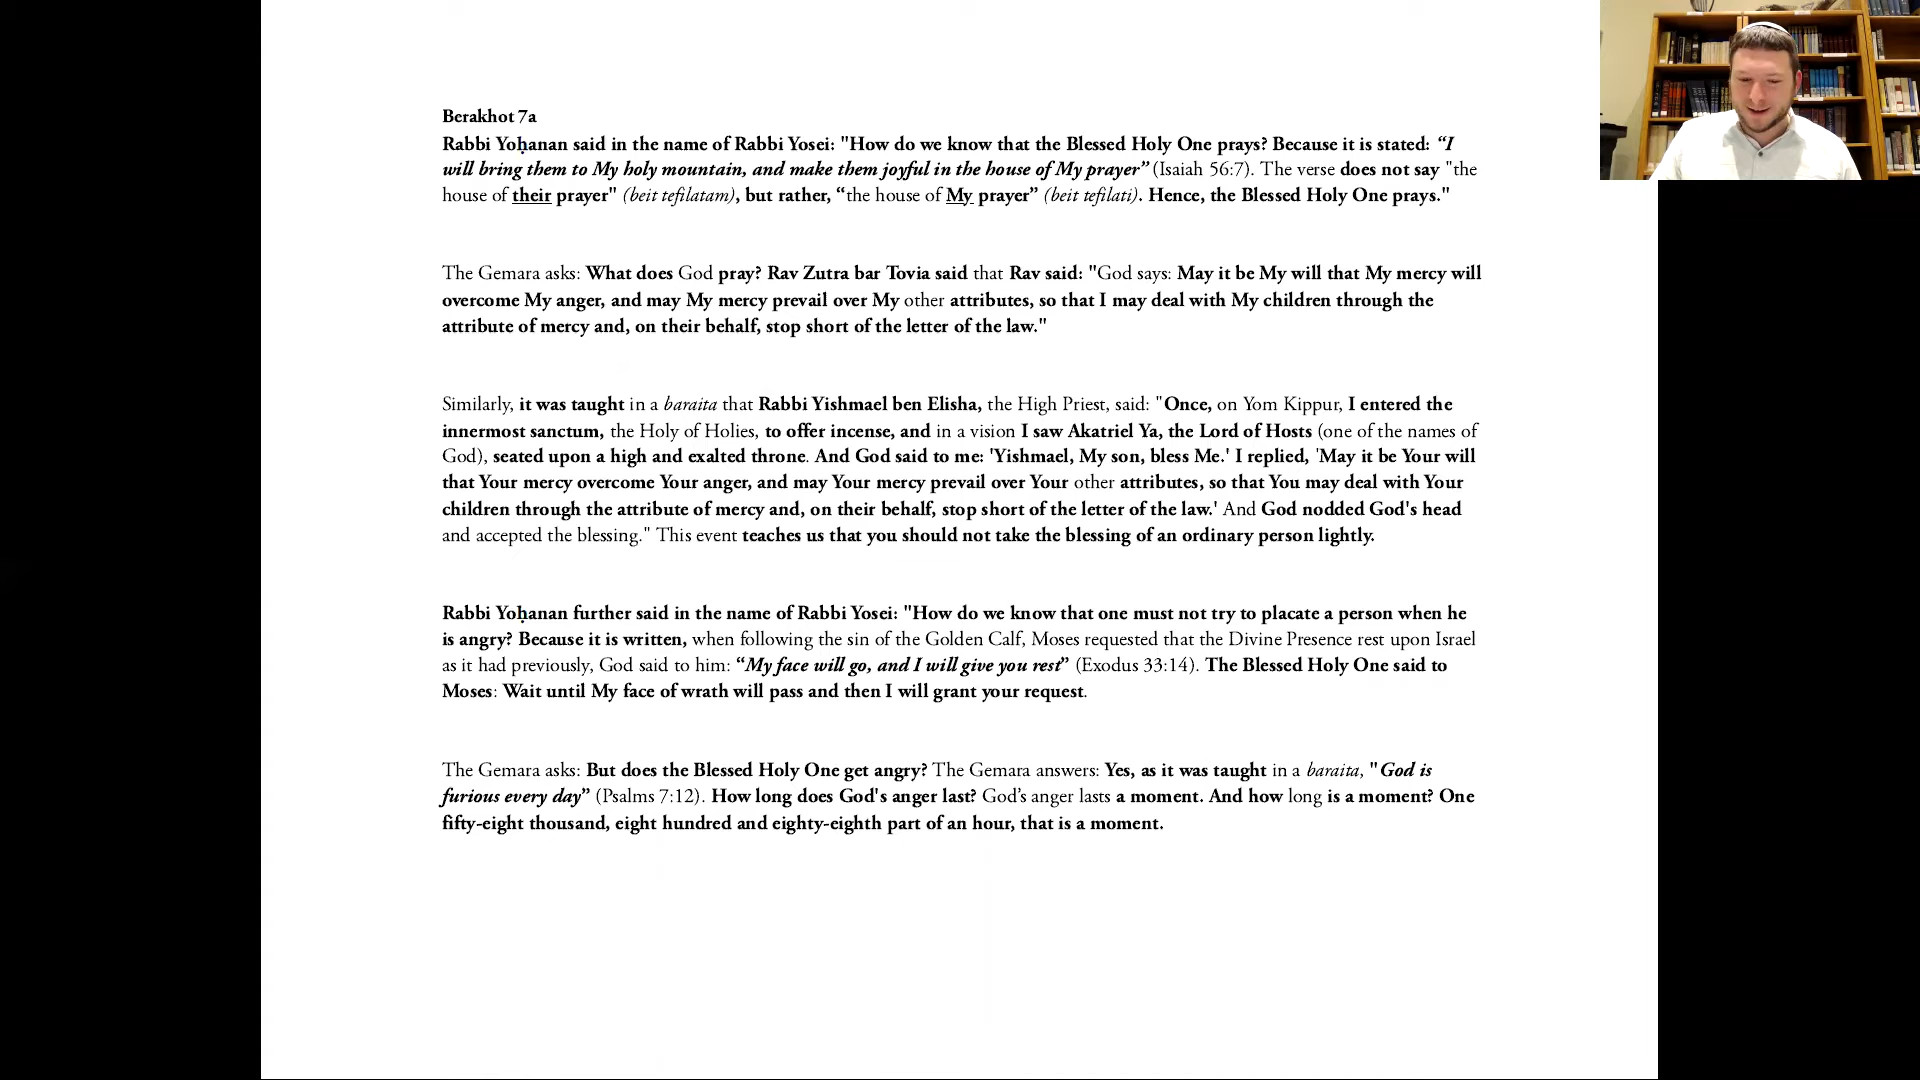 Berakhot 7a
Rabbi Yoḥanan said in the name of Rabbi Yosei: "How do we know that the Blessed Holy One prays? Because it is stated: “I
will bring them to My holy mountain, and make them joyful in the house of My prayer” (Isaiah 56:7). The verse does not say "the
house of their prayer" (beit tefilatam), but rather, “the house of My prayer” (beit tefilati). Hence, the Blessed Holy One prays."
The Gemara asks: What does God pray? Rav Zutra bar Tovia said that Rav said: "God says: May it be My will that My mercy will
overcome My anger, and may My mercy prevail over My other attributes, so that I may deal with My children through the
attribute of mercy and, on their behalf, stop short of the letter of the law."
Similarly, it was taught in a baraita that Rabbi Yishmael ben Elisha, the High Priest, said: "Once, on Yom Kippur, I entered the
innermost sanctum, the Holy of Holies, to offer incense, and in a vision I saw Akatriel Ya, the Lord of Hosts (one of the names of
God), seated upon a high and exalted throne. And God said to me: 'Yishmael, My son, bless Me.' I replied, 'May it be Your will
that Your mercy overcome Your anger, and may Your mercy prevail over Your other attributes, so that You may deal with Your
children through the attribute of mercy and, on their behalf, stop short of the letter of the law.' And God nodded God's head
and accepted the blessing." This event teaches us that you should not take the blessing of an ordinary person lightly.
Rabbi Yoḥanan further said in the name of Rabbi Yosei: "How do we know that one must not try to placate a person when he
is angry? Because it is written, when following the sin of the Golden Calf, Moses requested that the Divine Presence rest upon Israel
as it had previously, God said to him: “My face will go, and I will give you rest” (Exodus 33:14). The Blessed Holy One said to
Moses: Wait until My face of wrath will pass and then I will grant your request.
The Gemara asks: But does the Blessed Holy One get angry? The Gemara answers: Yes, as it was taught in a baraita, "God is
furious every day” (Psalms 7:12). How long does God's anger last? God’s anger lasts a moment. And how long is a moment? One
fifty-eight thousand, eight hundred and eighty-eighth part of an hour, that is a moment.